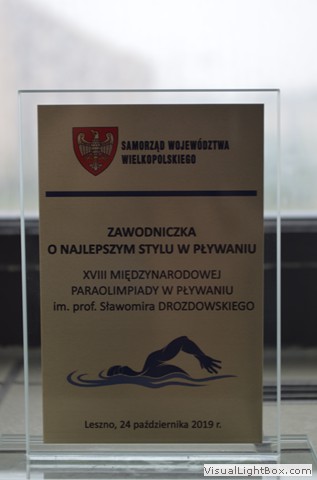 SAMORZĄD WOJEWÓDZTWA
WIELKOPOLSKIEGO
ZAWODNICZKA
O NAJLEPSZYM STYLU W PŁYWANIU
XVIII MIĘDZYNARODOWEJ
PARAOLIMPIADY W PŁYWANIU
im. prof. Sławomira DROZDOWSKIEGO
Leszno, 24 października 2019 r.
VisualLightBox.com